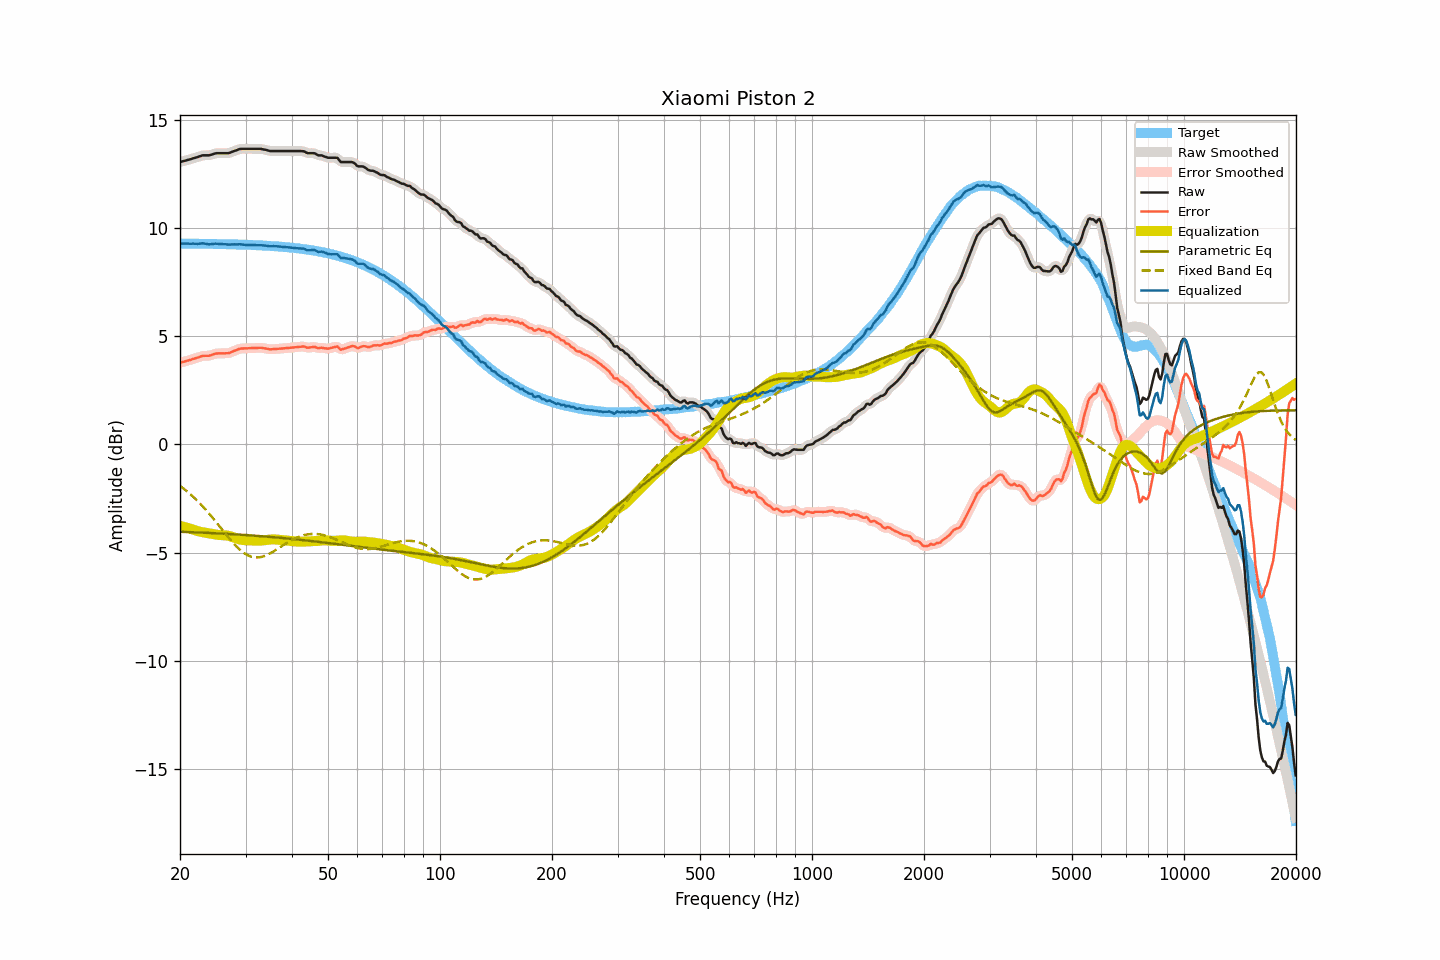 Xiaomi Piston 2
Amplitude (dBr)
15
10
5
0
−5
−10
−15
Target
Raw Smoothed
Error Smoothed
Raw
Error
Equalization
Parametric Eq
Fixed Band Eq
Equalized
20 50 100 200 500 1000 2000 5000 10000 20000
Frequency (Hz)